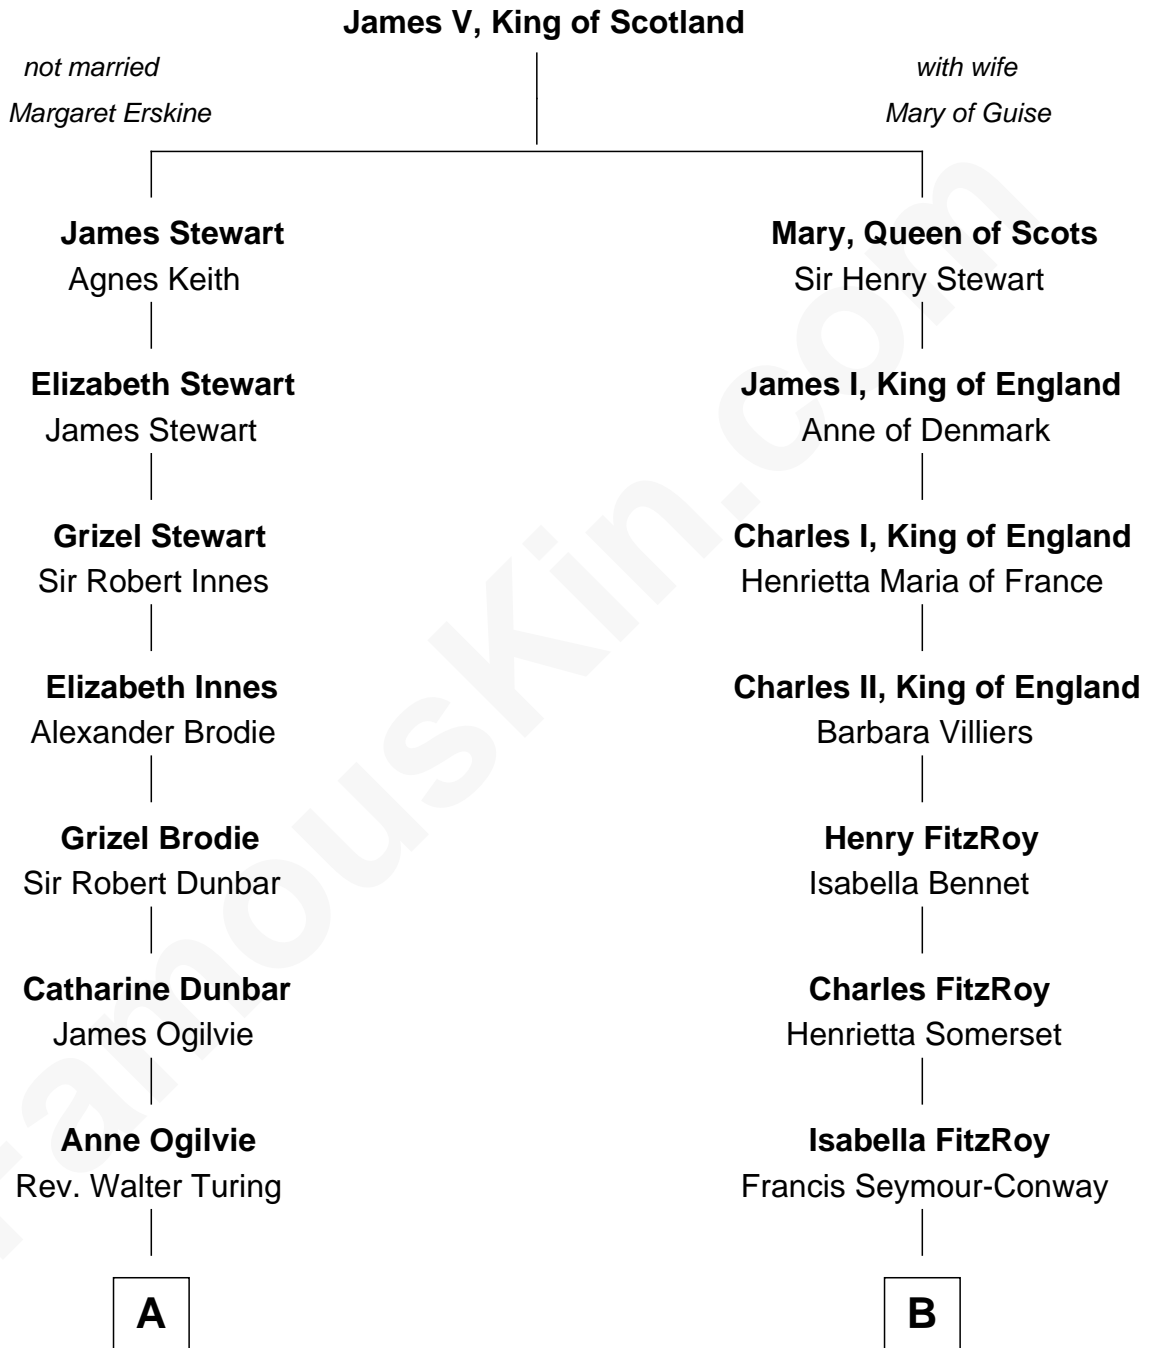 James V, King of Scotland
not married
with wife
Margaret Erskine
Mary of Guise
James Stewart
Agnes Keith
Mary, Queen of Scots
Sir Henry Stewart
Elizabeth Stewart
James Stewart
James I, King of England
Anne of Denmark
Grizel Stewart
Sir Robert Innes
Charles I, King of England
Henrietta Maria of France
Elizabeth Innes
Alexander Brodie
Charles II, King of England
Barbara Villiers
Grizel Brodie
Sir Robert Dunbar
Henry FitzRoy
Isabella Bennet
Catharine Dunbar
James Ogilvie
Charles FitzRoy
Henrietta Somerset
Anne Ogilvie
Rev. Walter Turing
Isabella FitzRoy
Francis Seymour-Conway
A
B
FamousKin.com